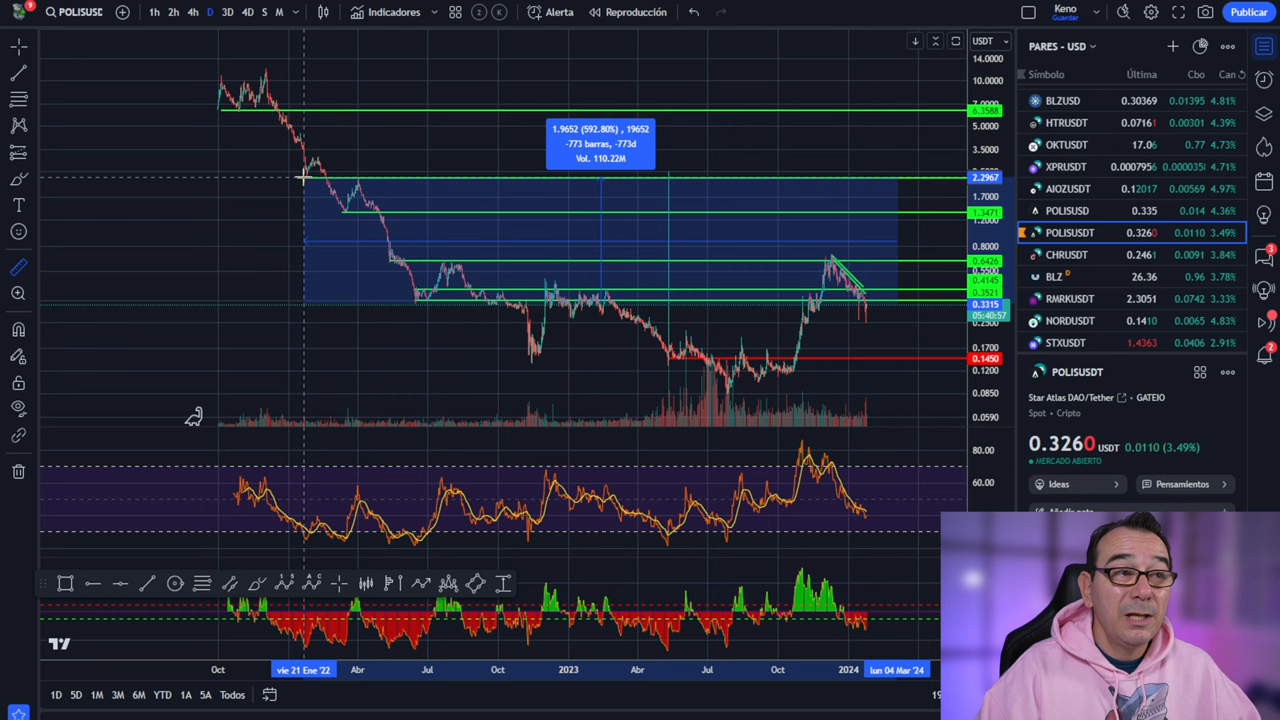 9
POLISUSD
1h 2h 4h D 3D 4D S M
Indicadores
2 K
Alerta
Reproducción
Keno
Guardar
Publicar
USDT
14.0000
10.0000
6.3588
5.0000
3.5000
2.2967
1.7000
1.3471
0.8000
0.6426
0.5500
0.4145
0.3521
0.3315
05:40:57
0.1700
0.1450
0.1200
0.0850
0.0590
80.00
60.00
1.9652 (592.80%) , 19652
-773 barras, -773d
Vol. 110.22M
Oct
vie 21 Ene '22
Abr
Jul
Oct
2023
Abr
Jul
Oct
2024
lun 04 Mar '24
1D 5D 1M 3M 6M YTD 1A 5A Todos
PARES - USD
Símbolo Última Cbo Can
BLZUSD 0.30369 0.01395 4.81%
HTRUSDT 0.07161 0.00301 4.39%
OKTUSDT 17.06 0.77 4.73%
XPRUSDT 0.0007956 0.000035 4.71%
AIOZUSDT 0.12017 0.00569 4.97%
POLISUSD 0.335 0.014 4.36%
POLISUSDT 0.3260 0.0110 3.49%
CHRUSDT 0.2461 0.0091 3.84%
BLZ D 26.36 0.96 3.78%
RMRKUSDT 2.3051 0.0742 3.33%
NORDUSDT 0.1410 0.0065 4.83%
STXUSDT 1.4363 0.0406 2.91%
POLISUSDT
Star Atlas DAO/Tether • GATEIO
Spot • Cripto
0.3260 USDT 0.0110 (3.49%)
MERCADO ABIERTO
Ideas
Pensamientos
3
2